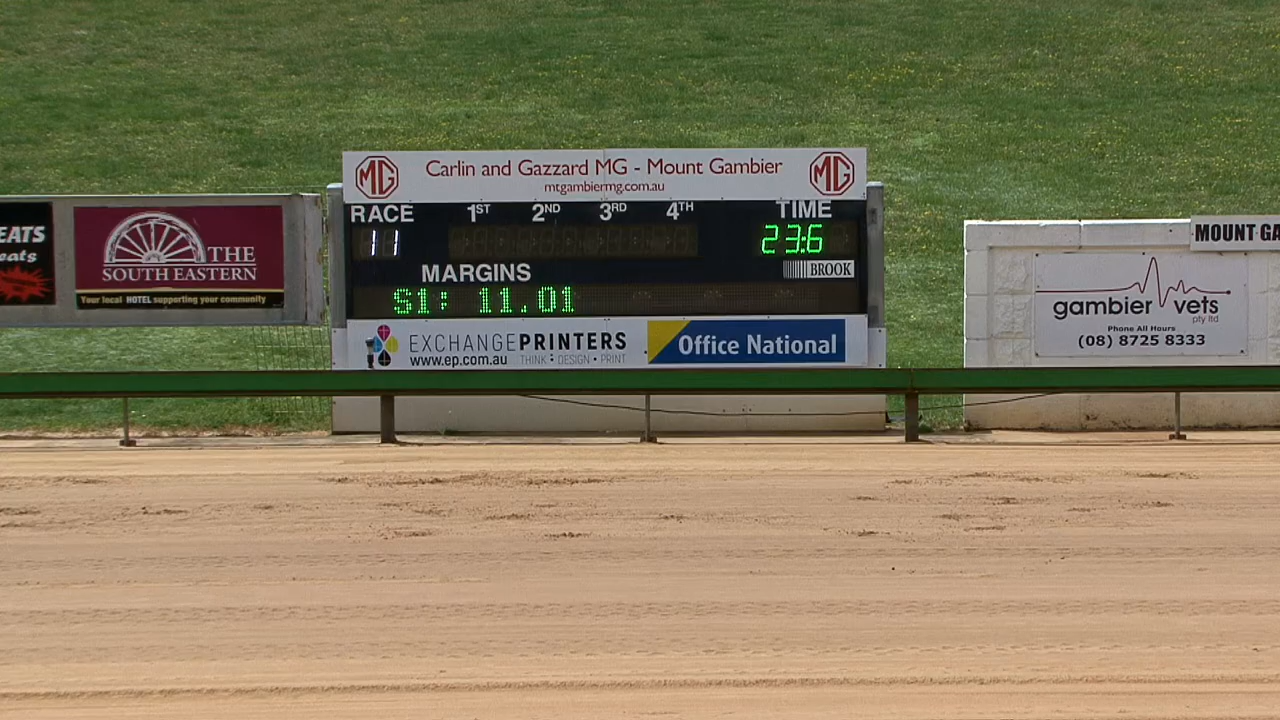 MG Carlin and Gazzard MG - Mount Gambier MG
mtgambiermg.com.au
RACE 1ST 2ND 3RD 4TH TIME
11 23:6
MARGINS BROOK
S1: 11.01
EXCHANGEPRINTERS
www.ep.com.au THINK • DESIGN • PRINT
Office National
EATS
eats
THE
SOUTH EASTERN
Your local HOTEL supporting your community
MOUNT GA
gambier vets
pty ltd
Phone All Hours
(08) 8725 8333